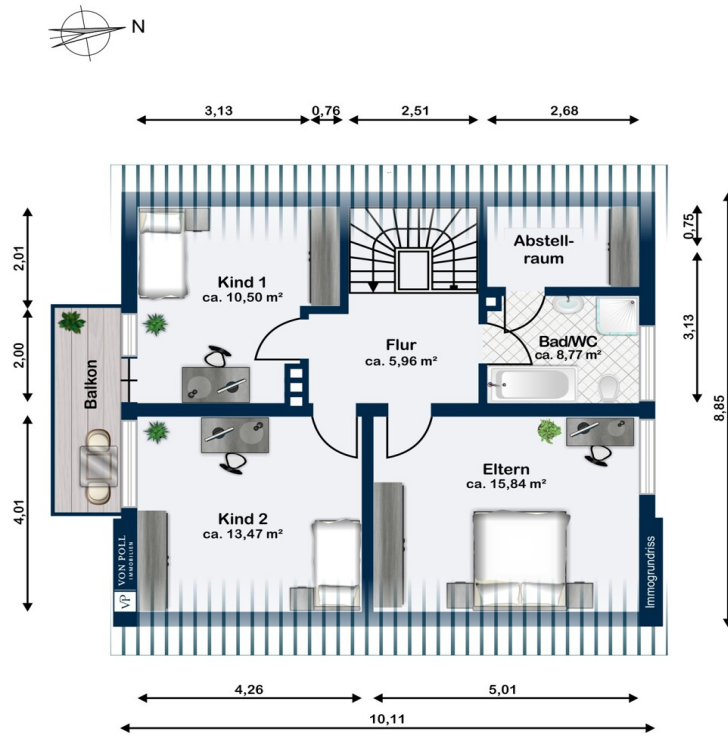 N
3,13
0,76
2,51
2,68
2,01
2,00
4,01
0,75
3,13
8,85
Abstell-
raum
Kind 1
ca. 10,50 m²
Flur
ca. 5,96 m²
Bad/WC
ca. 8,77 m²
Balkon
Eltern
ca. 15,84 m²
Kind 2
ca. 13,47 m²
VP VON POLL
IMMOBILIEN
Immogrundriss
4,26
5,01
10,11